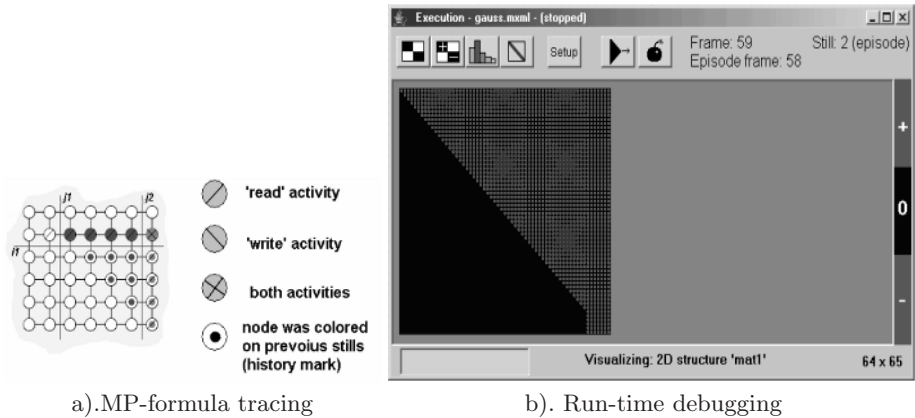 j1
j2
i1
'read' activity
'write' activity
both activities
node was colored
on prevoius stills
(history mark)
a).MP-formula tracing
Execution - gauss.mxml - (stopped)
Setup
Frame: 59
Still: 2 (episode)
Episode frame: 58
+
0
-
Visualizing: 2D structure 'mat1'
64 x 65
b). Run-time debugging